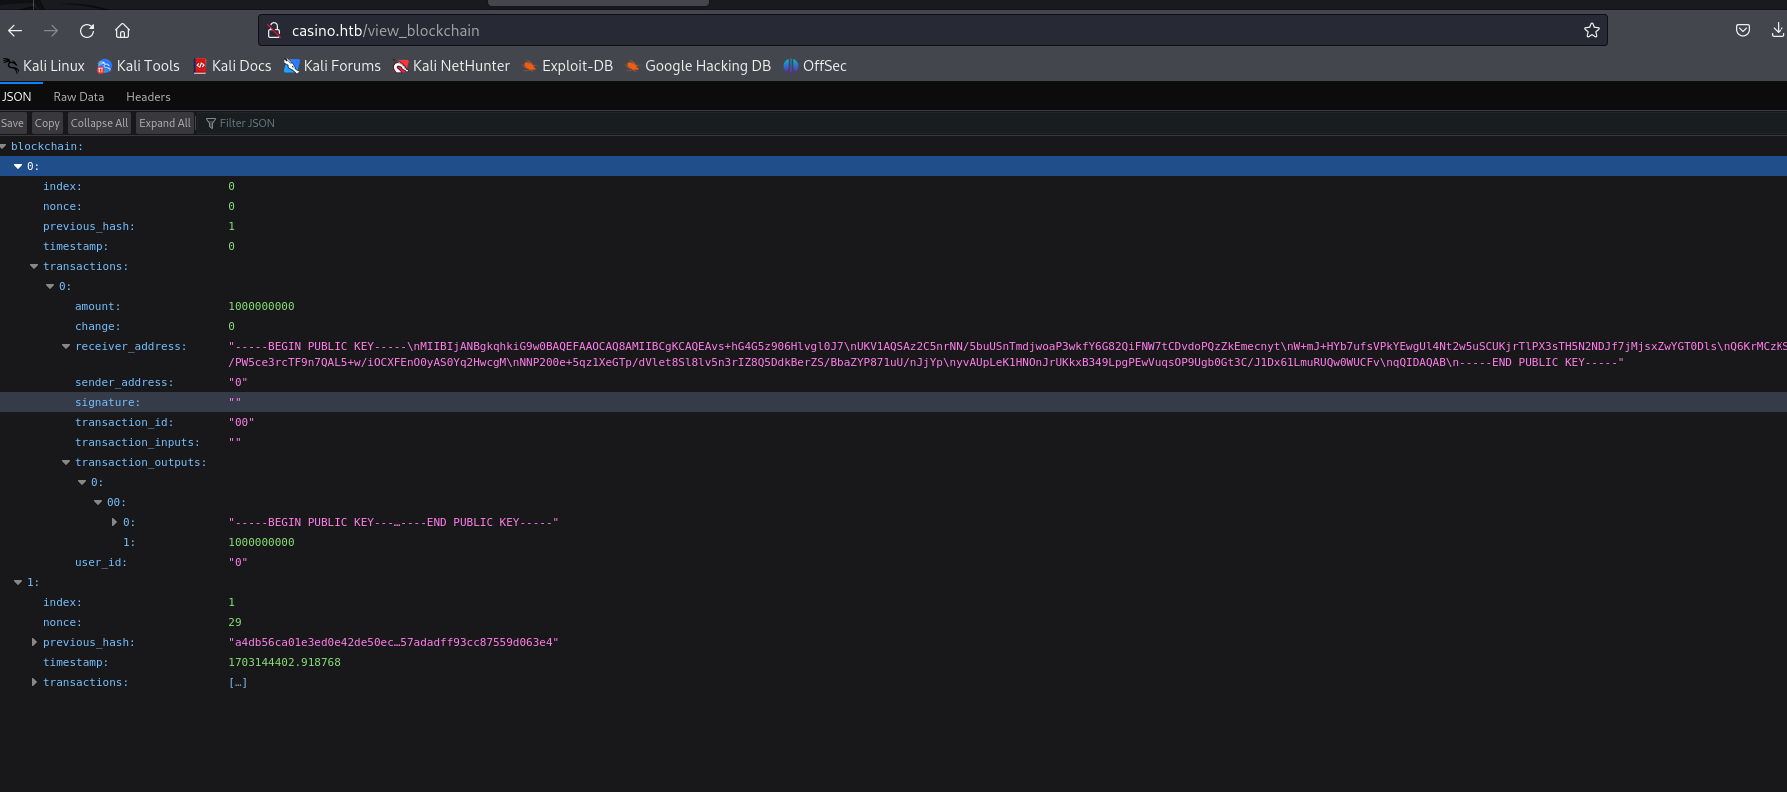 casino.htb/view_blockchain
Kali Linux Kali Tools Kali Docs Kali Forums Kali NetHunter Exploit-DB Google Hacking DB OffSec
JSON Raw Data Headers
Save Copy Collapse All Expand All Filter JSON
blockchain:
0:
index: 0
nonce: 0
previous_hash: 1
timestamp: 0
transactions:
0:
amount: 1000000000
change: 0
receiver_address: "-----BEGIN PUBLIC KEY-----\nMIIBIjANBgkqhkiG9w0BAQEFAAOCAQ8AMIIBCgKCAQEAvs+hG4G5z906Hlvgl0J7\nUKV1AQSAz2C5nrNN/5buUSnTmdjwoaP3wkfY6G82QiFNW7tCDvdoPQzZkEmecnyt\nW+mJ+HYb7ufsVPkYEwgUl4Nt2w5uSCUKjrTlPX3sTH5N2NDJf7jMjsxZwYGT0Dls\nQ6KrMCzKS
/PW5ce3rcTF9n7QAL5+w/iOCXFEnO0yAS0Yq2HwcgM\nNNP200e+5qz1XeGTp/dVlet8Sl8lv5n3rIZ8Q5DdkBerZS/BbaZYP871uU/nJjYp\nyvAUpLeK1HNOnJrUKkxB349LpgPEwVuqsOP9Ugb0Gt3C/J1Dx61LmuRUQw0WUCFv\nqQIDAQAB\n-----END PUBLIC KEY-----"
sender_address: "0"
signature: ""
transaction_id: "00"
transaction_inputs: ""
transaction_outputs:
0:
00:
0: "-----BEGIN PUBLIC KEY---…----END PUBLIC KEY-----"
1: 1000000000
user_id: "0"
1:
index: 1
nonce: 29
previous_hash: "a4db56ca01e3ed0e42de50ec…57adadff93cc87559d063e4"
timestamp: 1703144402.918768
transactions: […]